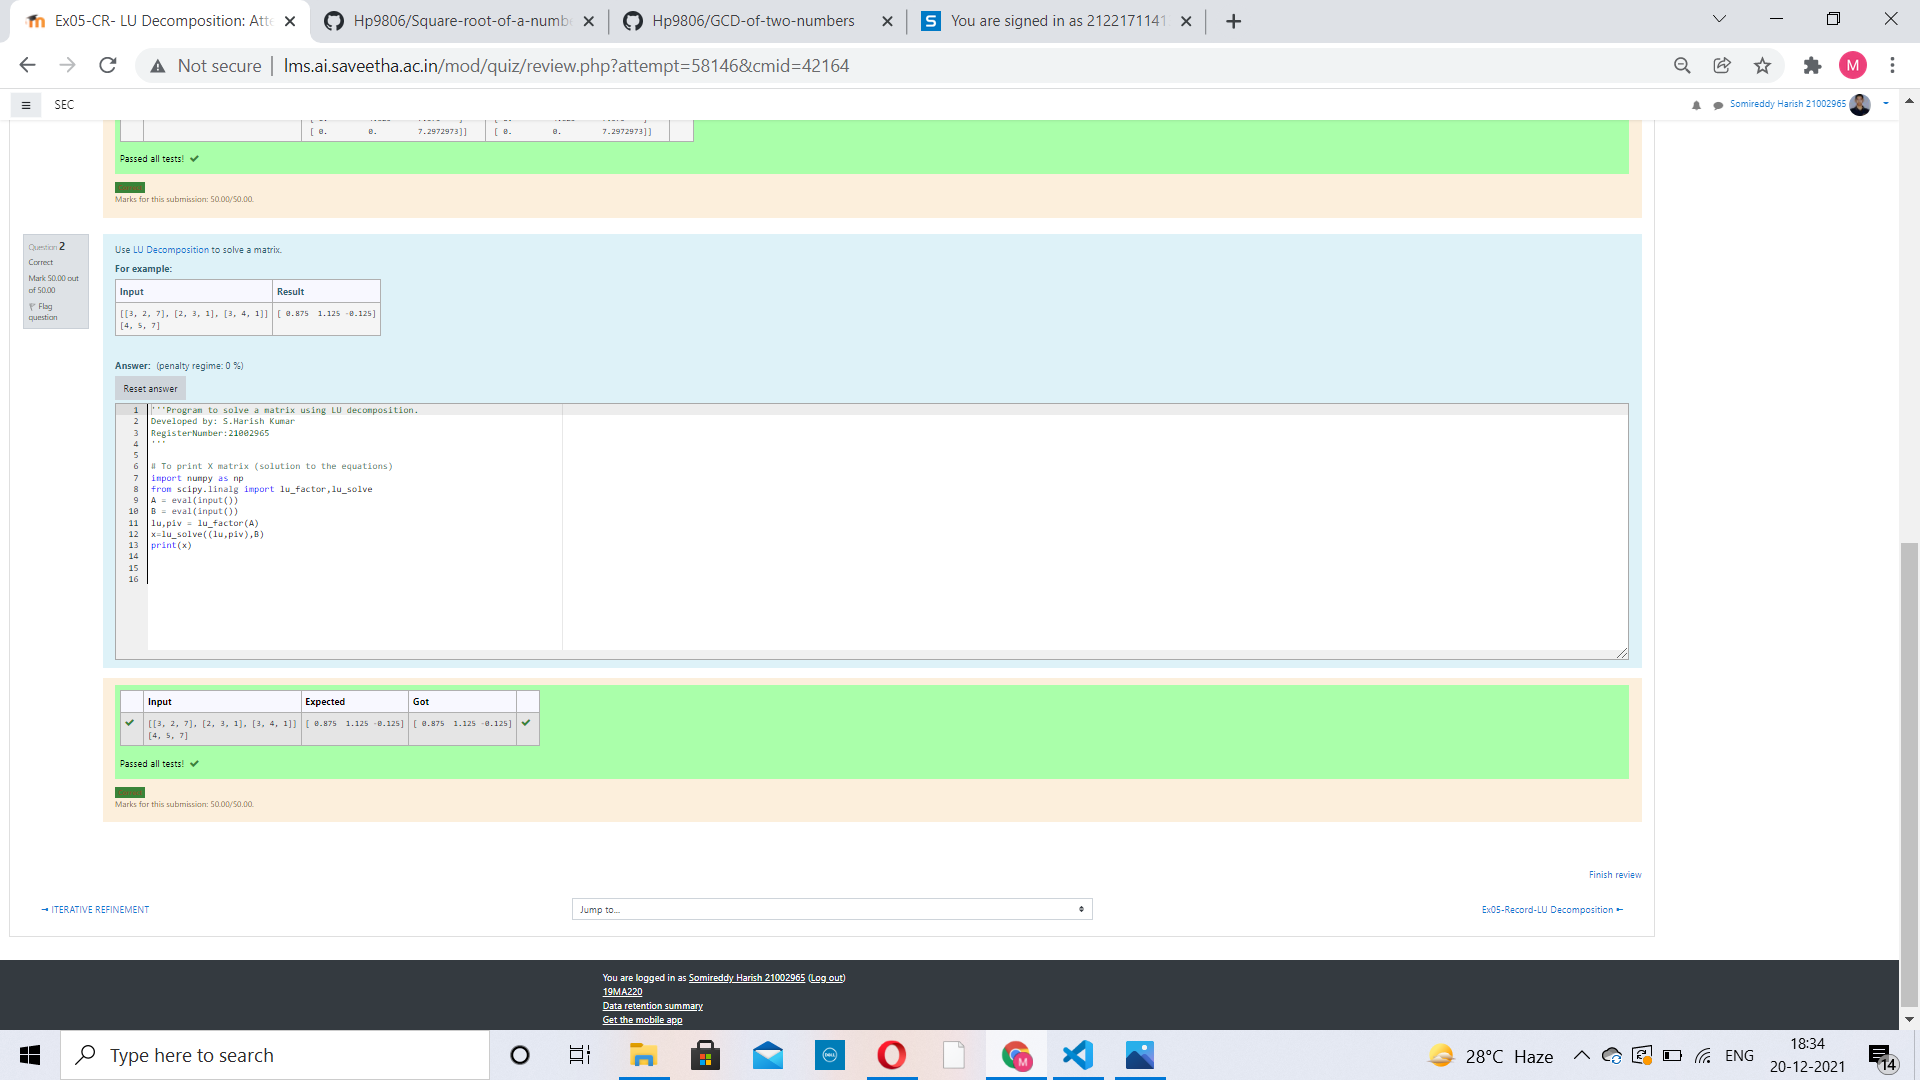 Ex05-CR- LU Decomposition: Atte
Hp9806/Square-root-of-a-numbe
Hp9806/GCD-of-two-numbers
You are signed in as 2122171141
Not secure
lms.ai.saveetha.ac.in/mod/quiz/review.php?attempt=58146&cmid=42164
M
SEC
Somireddy Harish 21002965
[ 0. 0. 7.2972973]]
[ 0. 0. 7.2972973]]
Passed all tests!
Marks for this submission: 50.00/50.00.
Question 2
Correct
Mark 50.00 out
of 50.00
Flag
question
Use LU Decomposition to solve a matrix.
For example:
Input Result
[[3, 2, 7], [2, 3, 1], [3, 4, 1]] [ 0.875 1.125 -0.125]
[4, 5, 7]
Answer: (penalty regime: 0 %)
Reset answer
1 '''Program to solve a matrix using LU decomposition.
2 Developed by: S.Harish Kumar
3 RegisterNumber:21002965
4 '''
5
6 # To print X matrix (solution to the equations)
7 import numpy as np
8 from scipy.linalg import lu_factor,lu_solve
9 A = eval(input())
10 B = eval(input())
11 lu,piv = lu_factor(A)
12 x=lu_solve((lu,piv),B)
13 print(x)
14
15
16
Input Expected Got
[[3, 2, 7], [2, 3, 1], [3, 4, 1]] [ 0.875 1.125 -0.125] [ 0.875 1.125 -0.125]
[4, 5, 7]
Passed all tests!
Marks for this submission: 50.00/50.00.
Finish review
→ ITERATIVE REFINEMENT
Jump to...
Ex05-Record-LU Decomposition ←
You are logged in as Somireddy Harish 21002965 (Log out)
19MA220
Data retention summary
Get the mobile app
Type here to search
DELL
M
28°C Haze
ENG
18:34
20-12-2021
14